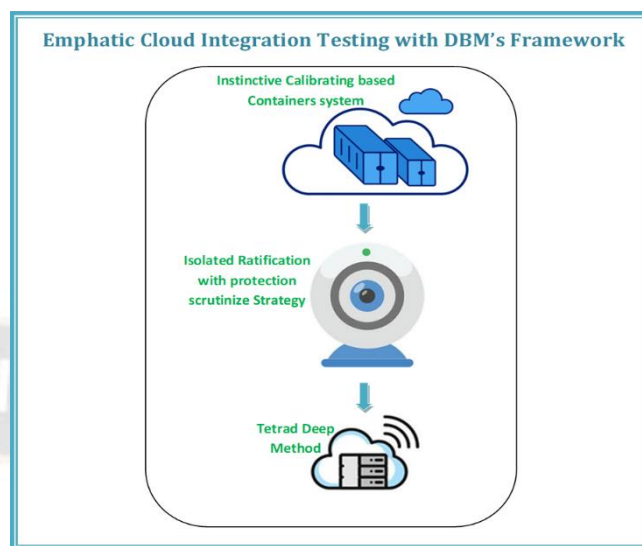 Emphatic Cloud Integration Testing with DBM's Framework
Instinctive Calibrating based
Containers system
Isolated Ratification
with protection
scrutinize Strategy
Tetrad Deep
Method